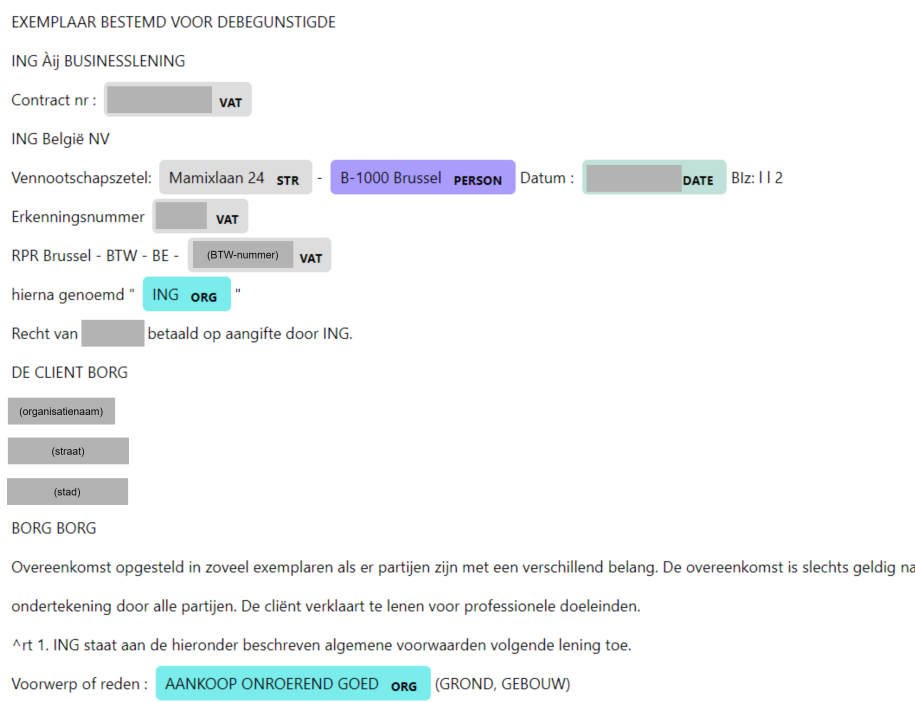 EXEMPLAAR BESTEMD VOOR DEBEGUNSTIGDE
ING Àij BUSINESSLENING
Contract nr : VAT
ING België NV
Vennootschapszetel: Mamixlaan 24 STR - B-1000 Brussel PERSON Datum : DATE Blz: l l 2
Erkenningsnummer VAT
RPR Brussel - BTW - BE - (BTW-nummer) VAT
hierna genoemd " ING ORG "
Recht van betaald op aangifte door ING.
DE CLIENT BORG
(organisatienaam)
(straat)
(stad)
BORG BORG
Overeenkomst opgesteld in zoveel exemplaren als er partijen zijn met een verschillend belang. De overeenkomst is slechts geldig na
ondertekening door alle partijen. De cliënt verklaart te lenen voor professionele doeleinden.
^rt 1. ING staat aan de hieronder beschreven algemene voorwaarden volgende lening toe.
Voorwerp of reden : AANKOOP ONROEREND GOED ORG (GROND, GEBOUW)